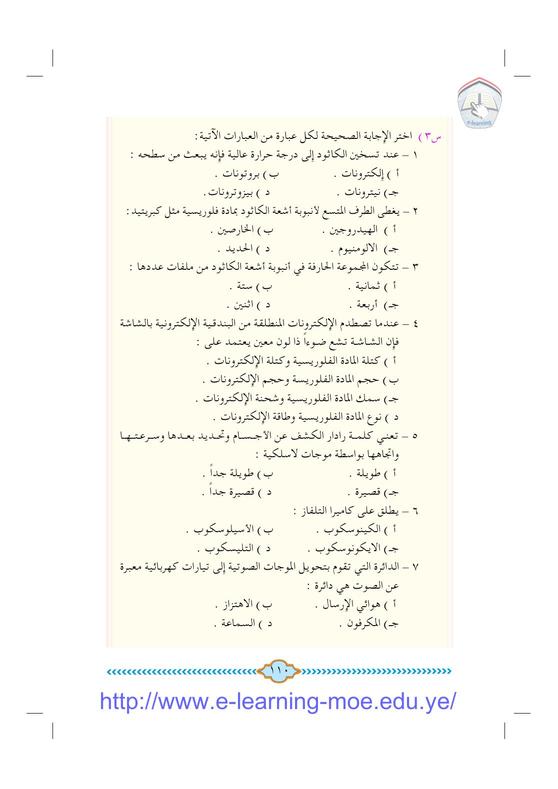 e-learning
س٣ ) اختر الإجابة الصحيحة لكل عبارة من العبارات الآتية :
١ – عند تسخين الكاثود إلى درجة حرارة عالية فإنه يبعث من سطحه :
أ ) إلكترونات . ب ) بروتونات .
جـ) نيترونات . د ) بيزوترونات.
٢ – يغطى الطرف المتسع لأنبوبة أشعة الكاثود بمادة فلوريسية مثل كبريتيد :
أ ) الهيدروجين . ب ) الخارصين .
جـ) الالومنيوم . د ) الحديد .
٣ – تتكون المجموعة الحارفة في أنبوبة أشعة الكاثود من ملفات عددها :
أ ) ثمانية . ب ) ستة .
جـ) أربعة . د ) اثنين .
٤ – عندما تصطدم الإلكترونات المنطلقة من البندقية الإلكترونية بالشاشة
فإن الشاشة تشع ضوءاً ذا لون معين يعتمد على :
أ ) كتلة المادة الفلوريسية وكتلة الإلكترونات .
ب ) حجم المادة الفلوريسة وحجم الإلكترونات .
جـ) سمك المادة الفلوريسية وشحنة الإلكترونات .
د ) نوع المادة الفلوريسية وطاقة الإلكترونات .
٥ – تعني كلمة رادار الكشف عن الأجسام وتحديد بعدها وسرعتها
واتجاهها بواسطة موجات لاسلكية :
أ ) طويلة . ب ) طويلة جداً .
جـ) قصيرة . د ) قصيرة جداً .
٦ – يطلق على كاميرا التلفاز :
أ ) الكينوسكوب . ب ) الأسيلوسكوب .
جـ) الايكونوسكوب . د ) التليسكوب .
٧ – الدائرة التي تقوم بتحويل الموجات الصوتية إلى تيارات كهربائية معبرة
عن الصوت هي دائرة :
أ ) هوائي الإرسال . ب ) الاهتزاز .
جـ) المكرفون . د ) السماعة .
١١٠
http://www.e-learning-moe.edu.ye/